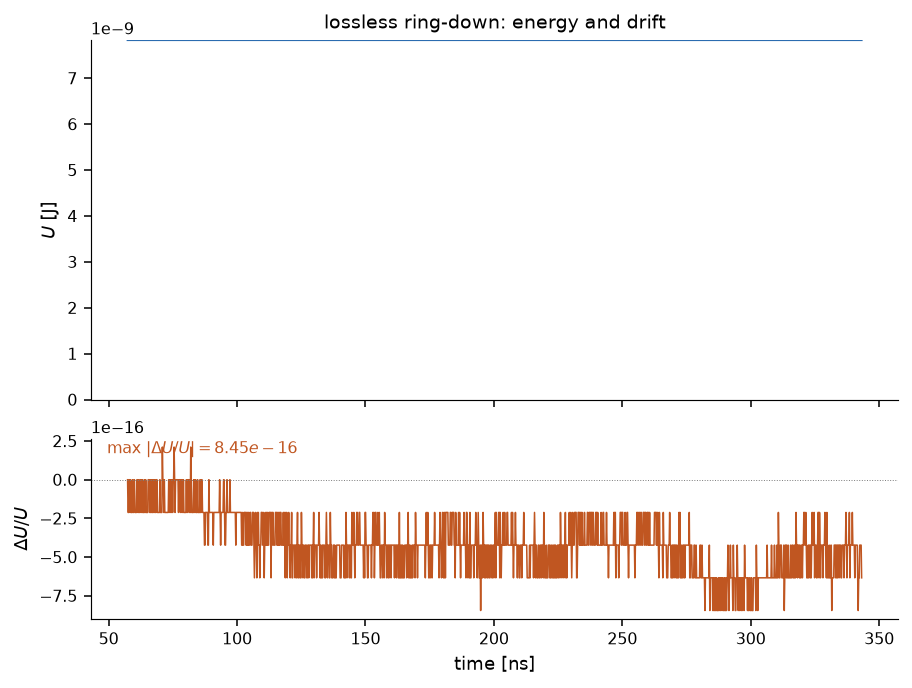 lossless ring-down: energy and drift
1e−9
7
6
5
4
3
2
1
0
U [J]
1e−16
max |ΔU/U| = 8.45e − 16
2.5
0.0
−2.5
−5.0
−7.5
ΔU/U
50 100 150 200 250 300 350
time [ns]